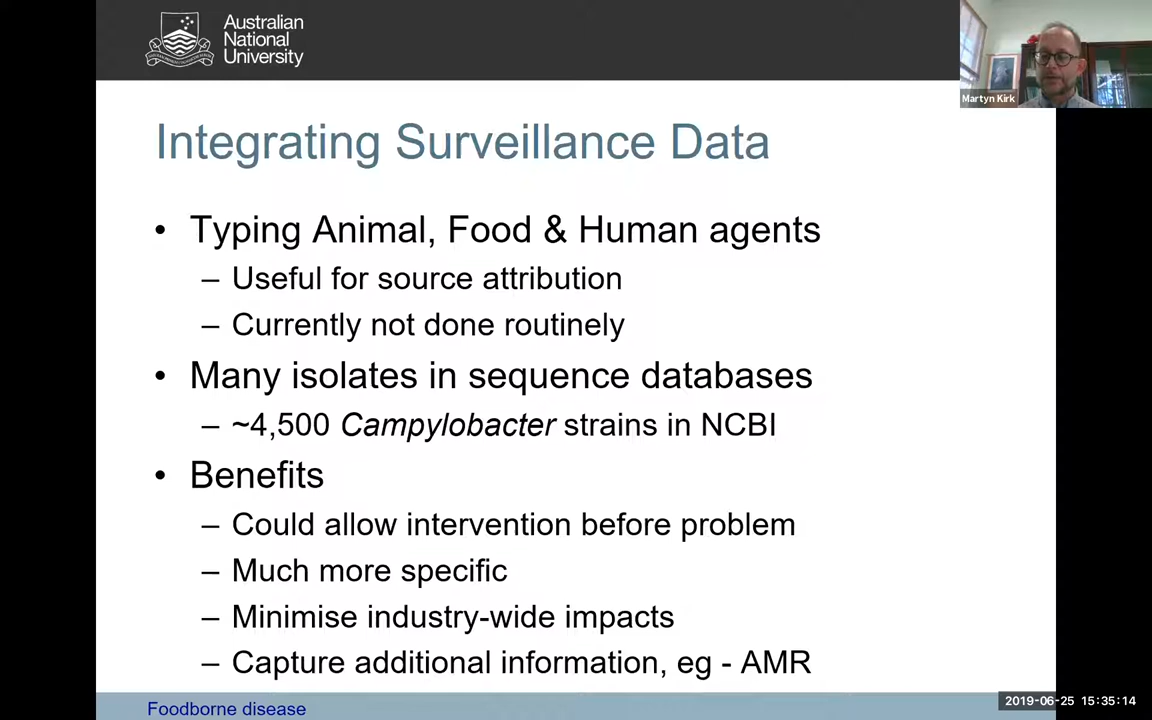 Australian
National
University
Martyn Kirk
Integrating Surveillance Data
• Typing Animal, Food & Human agents
– Useful for source attribution
– Currently not done routinely
• Many isolates in sequence databases
– ~4,500 Campylobacter strains in NCBI
• Benefits
– Could allow intervention before problem
– Much more specific
– Minimise industry-wide impacts
– Capture additional information, eg - AMR
Foodborne disease
2019-06-25 15:35:14